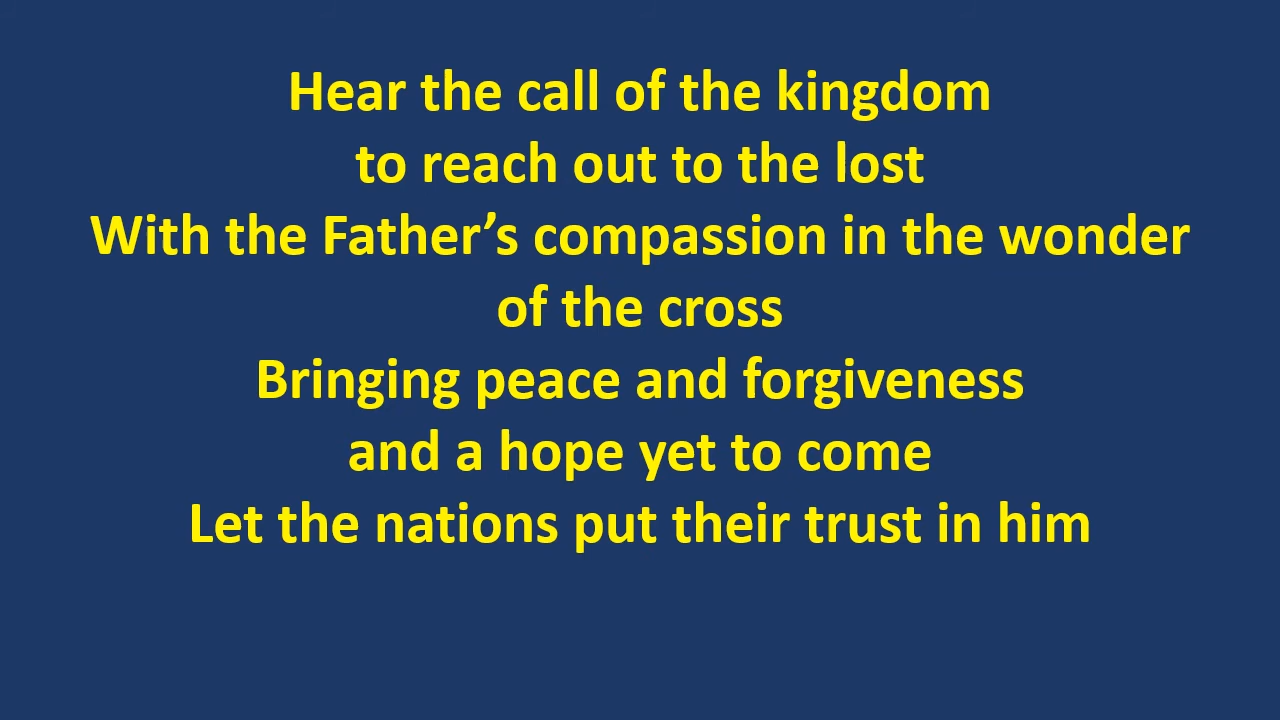 Hear the call of the kingdom
to reach out to the lost
With the Father’s compassion in the wonder
of the cross
Bringing peace and forgiveness
and a hope yet to come
Let the nations put their trust in him